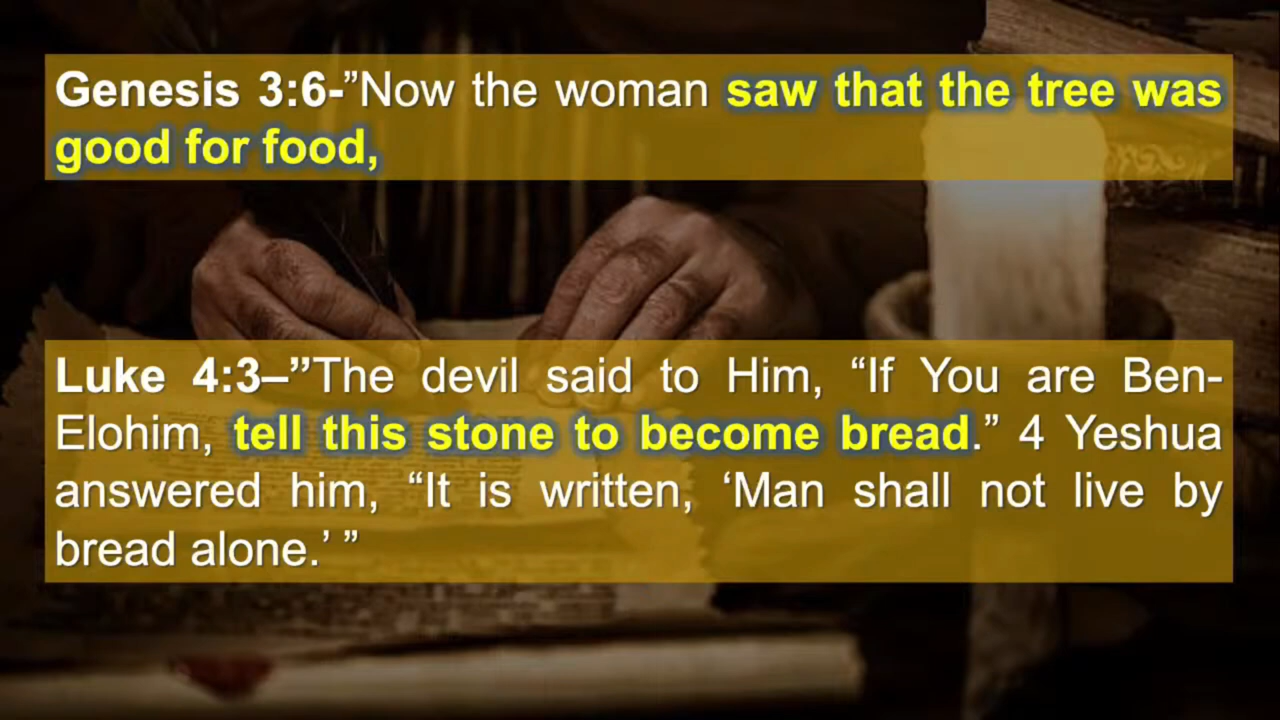 Genesis 3:6-”Now the woman saw that the tree was
good for food,
Luke 4:3–”The devil said to Him, “If You are Ben-
Elohim, tell this stone to become bread.” 4 Yeshua
answered him, “It is written, ‘Man shall not live by
bread alone.’ ”